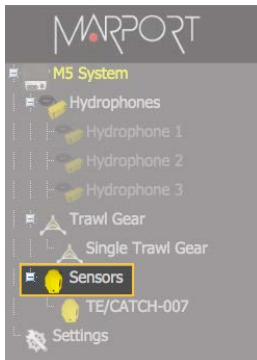 MARPORT
M5 System
Hydrophones
Hydrophone 1
Hydrophone 2
Hydrophone 3
Trawl Gear
Single Trawl Gear
Sensors
TE/CATCH-007
Settings